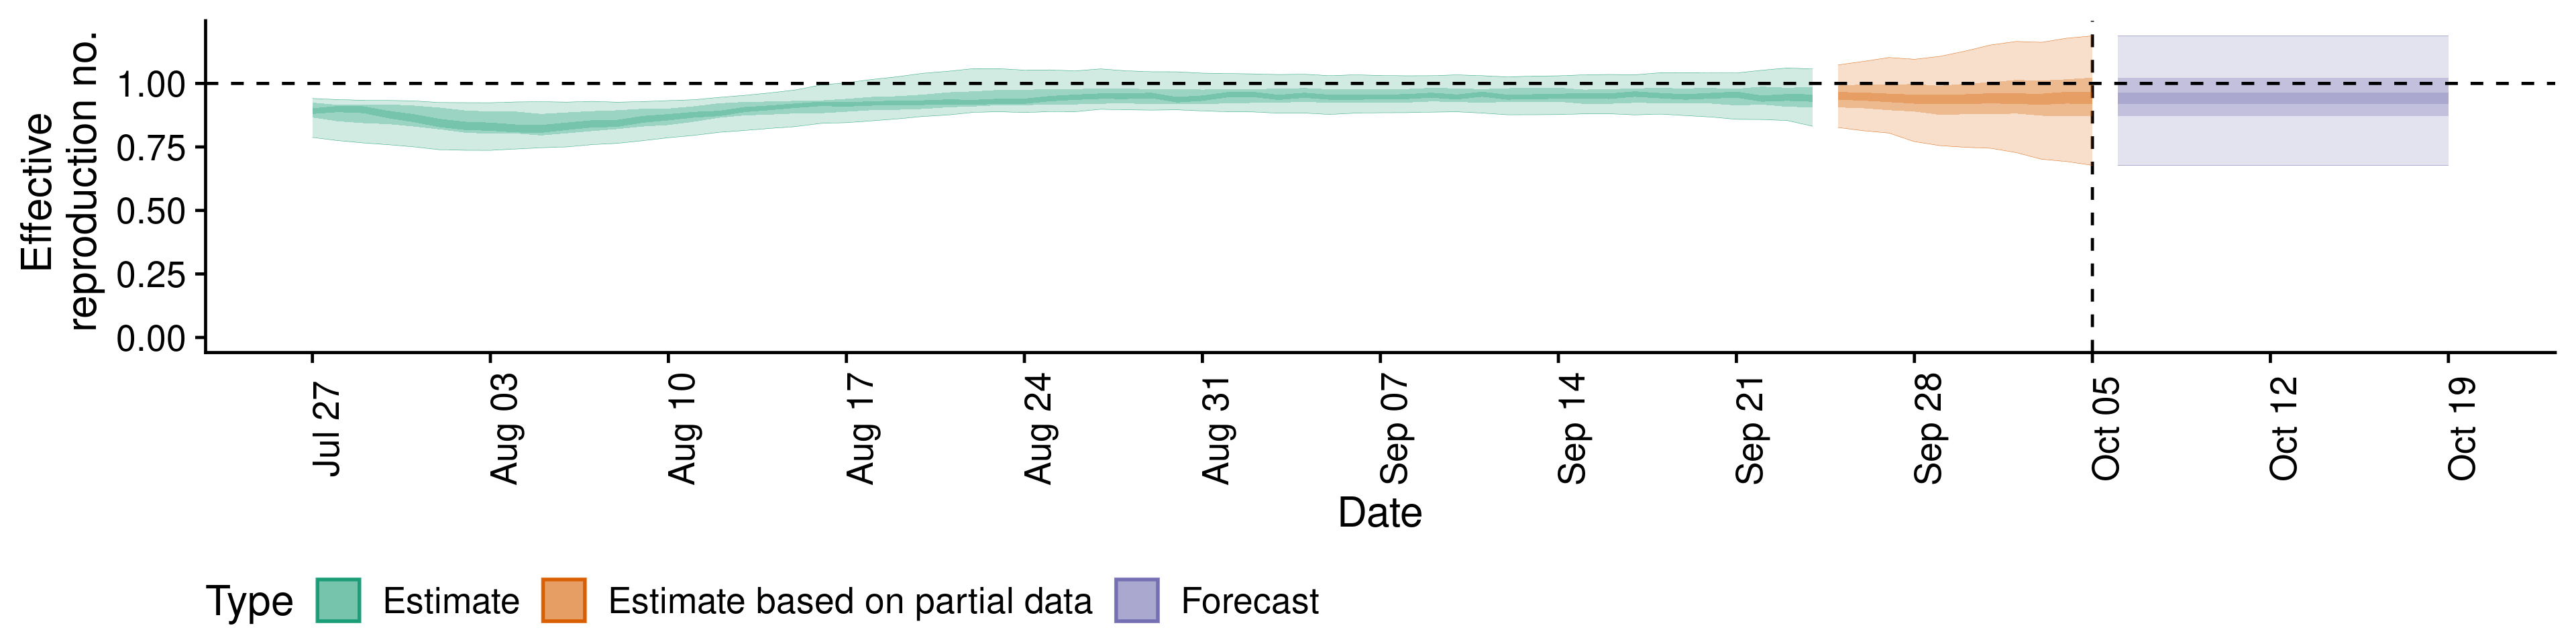 Effective
reproduction no.
1.00
0.75
0.50
0.25
0.00
Jul 27
Aug 03
Aug 10
Aug 17
Aug 24
Aug 31
Sep 07
Sep 14
Sep 21
Sep 28
Oct 05
Oct 12
Oct 19
Date
Type Estimate Estimate based on partial data Forecast